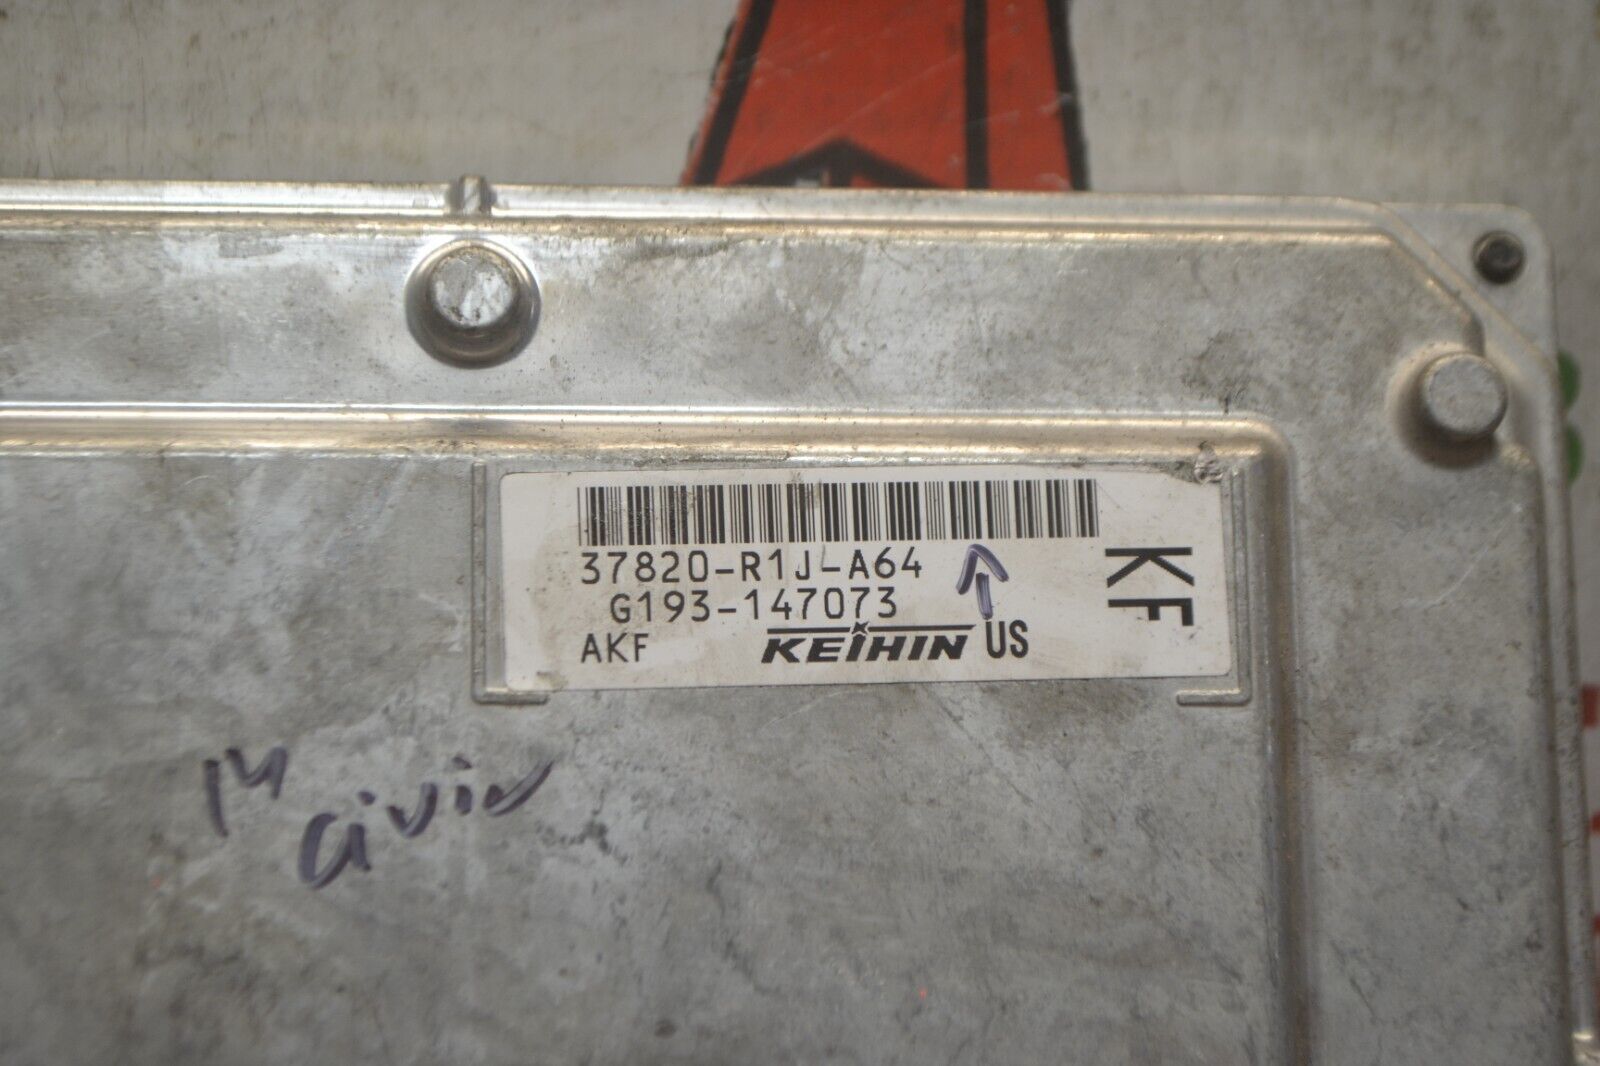 37820-R1J-A64
G193-147073
AKF KEIHIN US
KF
14
Civic